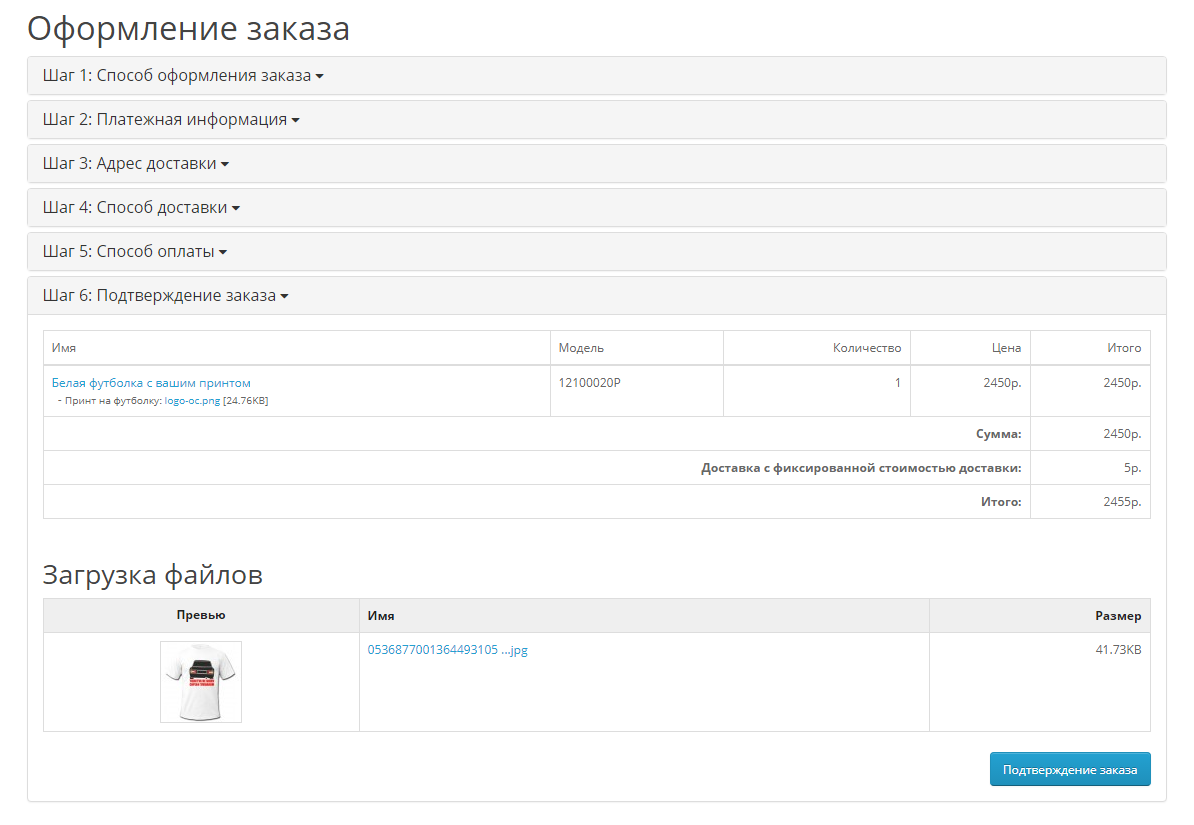 Оформление заказа
Шаг 1: Способ оформления заказа
Шаг 2: Платежная информация
Шаг 3: Адрес доставки
Шаг 4: Способ доставки
Шаг 5: Способ оплаты
Шаг 6: Подтверждение заказа
Имя Модель Количество Цена Итого
Белая футболка с вашим принтом 12100020P 1 2450р. 2450р.
- Принт на футболку: logo-oc.png [24.76KB]
Сумма: 2450р.
Доставка с фиксированной стоимостью доставки: 5р.
Итого: 2455р.
Загрузка файлов
Превью Имя Размер
0536877001364493105 ...jpg 41.73KB
Подтверждение заказа